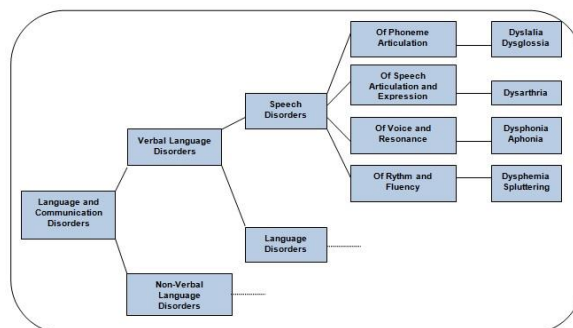 Of Phoneme
Articulation
Dyslalia
Dysglossia
Of Speech
Articulation and
Expression
Dysarthria
Speech
Disorders
Of Voice and
Resonance
Dysphonia
Aphonia
Verbal Language
Disorders
Of Rythm and
Fluency
Dysphemia
Spluttering
Language and
Communication
Disorders
Language
Disorders
Non-Verbal
Language
Disorders